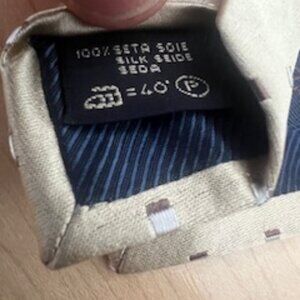 100% SETA SOIE
SILK SEIDE
SEDA
= 40° P